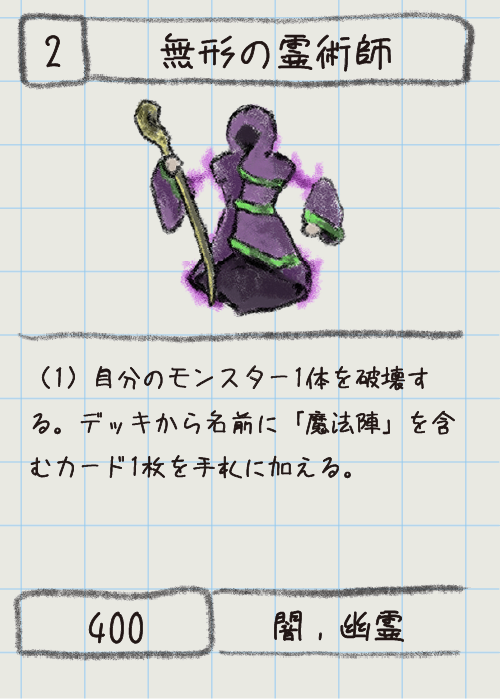 2
無形の霊術師
(1)自分のモンスター1体を破壊す
る。デッキから名前に「魔法陣」を含
むカード1枚を手札に加える。
400
闇，幽霊